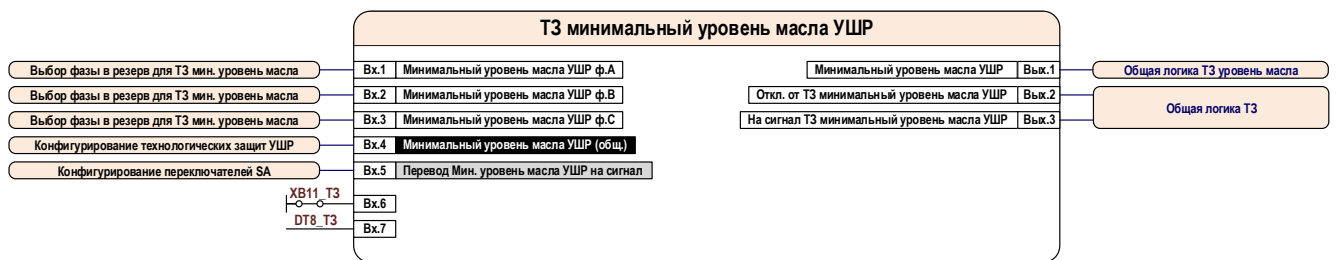 ТЗ минимальный уровень масла УШР
Выбор фазы в резерв для ТЗ мин. уровень масла Вх.1 Минимальный уровень масла УШР ф.А Минимальный уровень масла УШР Вых.1 Общая логика ТЗ уровень масла
Выбор фазы в резерв для ТЗ мин. уровень масла Вх.2 Минимальный уровень масла УШР ф.В Откл. от ТЗ минимальный уровень масла УШР Вых.2
Общая логика ТЗ
Выбор фазы в резерв для ТЗ мин. уровень масла Вх.3 Минимальный уровень масла УШР ф.С На сигнал ТЗ минимальный уровень масла УШР Вых.3
Конфигурирование технологических защит УШР Вх.4 Минимальный уровень масла УШР (общ.)
Конфигурирование переключателей SA Вх.5 Перевод Мин. уровень масла УШР на сигнал
XB11_ТЗ Вх.6
DT8_ТЗ Вх.7